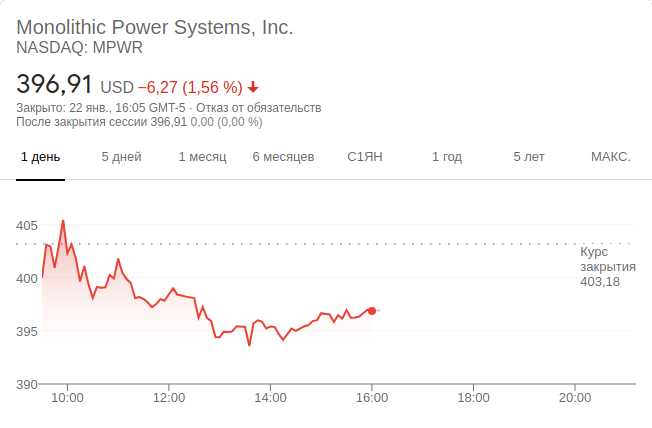 Monolithic Power Systems, Inc.
NASDAQ: MPWR
396,91 USD −6,27 (1,56 %)
Закрыто: 22 янв., 16:05 GMT-5 · Отказ от обязательств
После закрытия сессии 396,91 0,00 (0,00 %)
1 день 5 дней 1 месяц 6 месяцев С1ЯН 1 год 5 лет МАКС.
405
Курс
закрытия
400
403,18
395
390
10:00 12:00 14:00 16:00 18:00 20:00